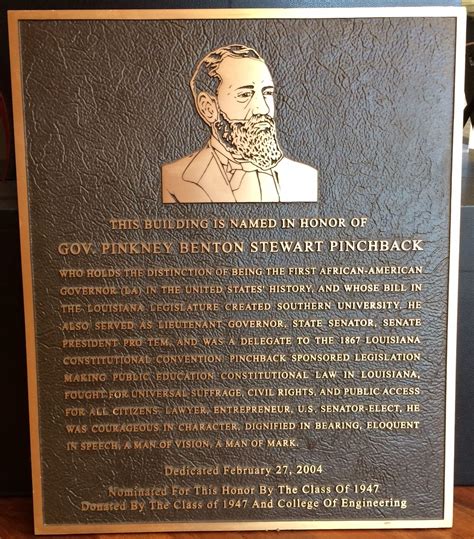 THIS BUILDING IS NAMED IN HONOR OF
GOV. PINKNEY BENTON STEWART PINCHBACK
WHO HOLDS THE DISTINCTION OF BEING THE FIRST AFRICAN-AMERICAN
GOVERNOR (LA) IN THE UNITED STATES' HISTORY, AND WHOSE BILL IN
THE LOUISIANA LEGISLATURE CREATED SOUTHERN UNIVERSITY. HE
ALSO SERVED AS LIEUTENANT GOVERNOR, STATE SENATOR, SENATE
PRESIDENT PRO TEM, AND WAS A DELEGATE TO THE 1867 LOUISIANA
CONSTITUTIONAL CONVENTION. PINCHBACK SPONSORED LEGISLATION
MAKING PUBLIC EDUCATION CONSTITUTIONAL LAW IN LOUISIANA,
FOUGHT FOR UNIVERSAL SUFFRAGE, CIVIL RIGHTS, AND PUBLIC ACCESS
FOR ALL CITIZENS. LAWYER, ENTREPRENEUR, U.S. SENATOR-ELECT, HE
WAS COURAGEOUS IN CHARACTER, DIGNIFIED IN BEARING, ELOQUENT
IN SPEECH, A MAN OF VISION, A MAN OF MARK.
Dedicated February 27, 2004
Nominated For This Honor By The Class Of 1947
Donated By The Class of 1947 And College Of Engineering